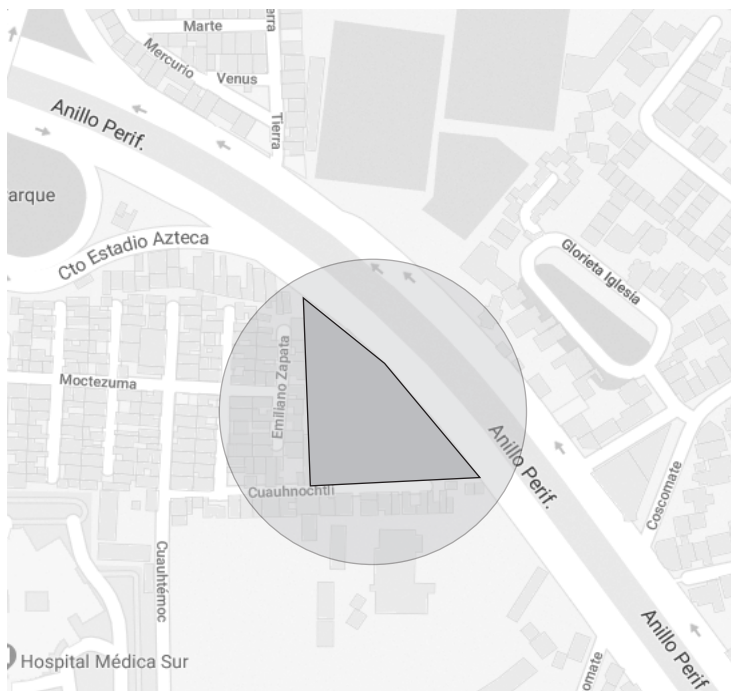 Marte
Mercurio
Venus
Tierra
Anillo Perif.
arque
Cto Estadio Azteca
Glorieta Iglesia
Moctezuma
Emiliano Zapata
Anillo Perif.
Cuauhnochtli
Coscomate
Cuauhtémoc
Hospital Médica Sur
Anillo Perif
omate